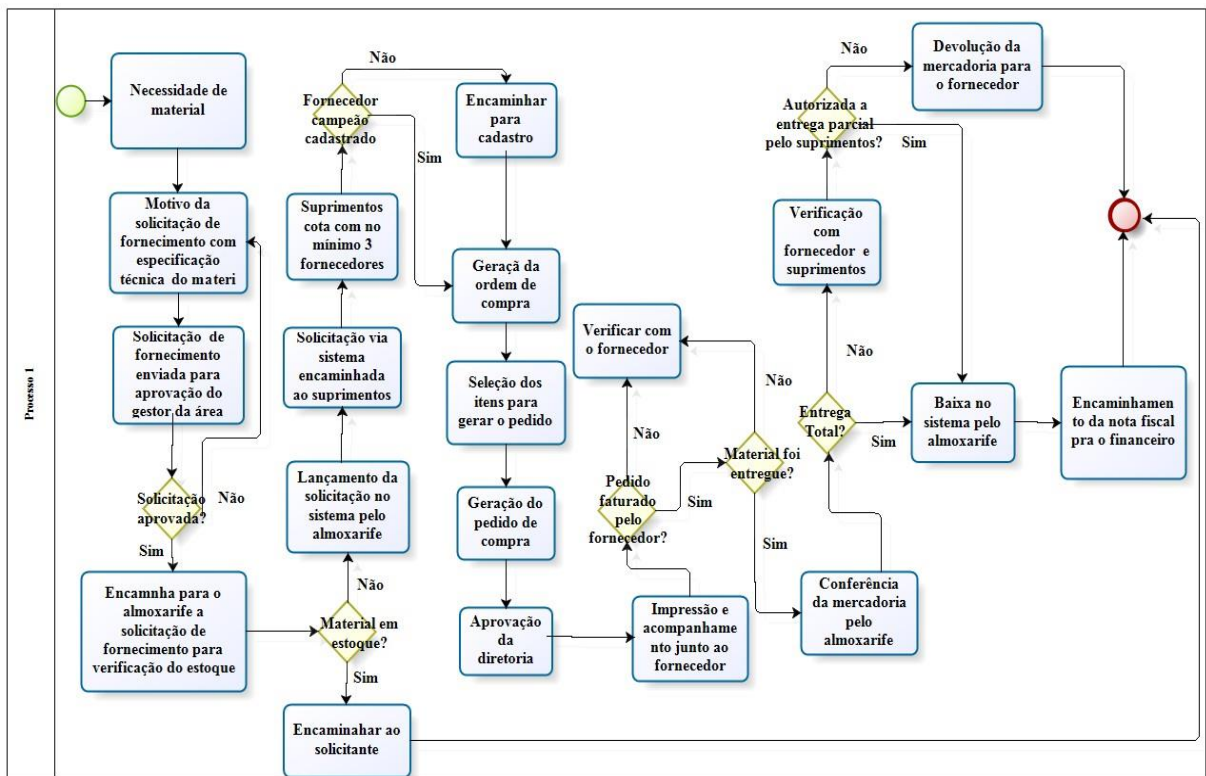 Processo 1
Necessidade de
material
Motivo da
solicitação de
fornecimento com
especificação
técnica do materi
Solicitação de
fornecimento
enviada para
aprovação do
gestor da área
Solicitação
aprovada?
Não
Sim
Encamnha para o
almoxarife a
solicitação de
fornecimento para
verificação do estoque
Material em
estoque?
Não
Sim
Encaminahar ao
solicitante
Lançamento da
solicitação no
sistema pelo
almoxarife
Solicitação via
sistema
encaminhada
ao suprimentos
Suprimentos
cota com no
mínimo 3
fornecedores
Fornecedor
campeão
cadastrado
Não
Sim
Encaminhar
para
cadastro
Geraçã da
ordem de
compra
Seleção dos
itens para
gerar o pedido
Geração do
pedido de
compra
Aprovação
da
diretoria
Impressão e
acompanhame
nto junto ao
fornecedor
Pedido
faturado
pelo
fornecedor?
Não
Sim
Verificar com
o fornecedor
Material foi
entregue?
Não
Sim
Conferência
da mercadoria
pelo
almoxarife
Entrega
Total?
Não
Sim
Verificação
com
fornecedor e
suprimentos
Autorizada a
entrega parcial
pelo suprimentos?
Não
Sim
Devolução da
mercadoria para
o fornecedor
Baixa no
sistema pelo
almoxarife
Encaminhamen
to da nota fiscal
pra o financeiro